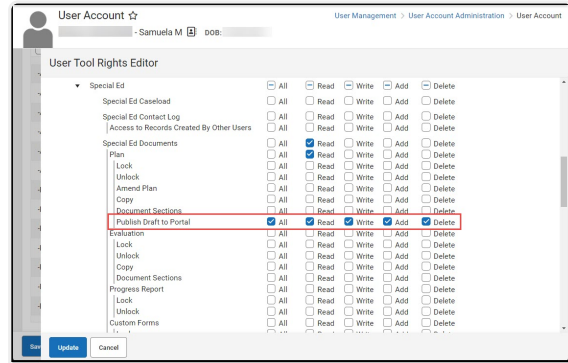 User Account ☆
User Management > User Account Administration > User Account
- Samuela M DOB:
User Tool Rights Editor
Special Ed All Read Write Add Delete
Special Ed Caseload All Read Write Add Delete
Special Ed Contact Log All Read Write Add Delete
Access to Records Created By Other Users All Read Write Add Delete
Special Ed Documents All Read Write Add Delete
Plan All Read Write Add Delete
Lock All Read Write Add Delete
Unlock All Read Write Add Delete
Amend Plan All Read Write Add Delete
Copy All Read Write Add Delete
Document Sections All Read Write Add Delete
Publish Draft to Portal All Read Write Add Delete
Evaluation All Read Write Add Delete
Lock All Read Write Add Delete
Unlock All Read Write Add Delete
Copy All Read Write Add Delete
Document Sections All Read Write Add Delete
Progress Report All Read Write Add Delete
Lock All Read Write Add Delete
Unlock All Read Write Add Delete
Custom Forms All Read Write Add Delete
Update Cancel